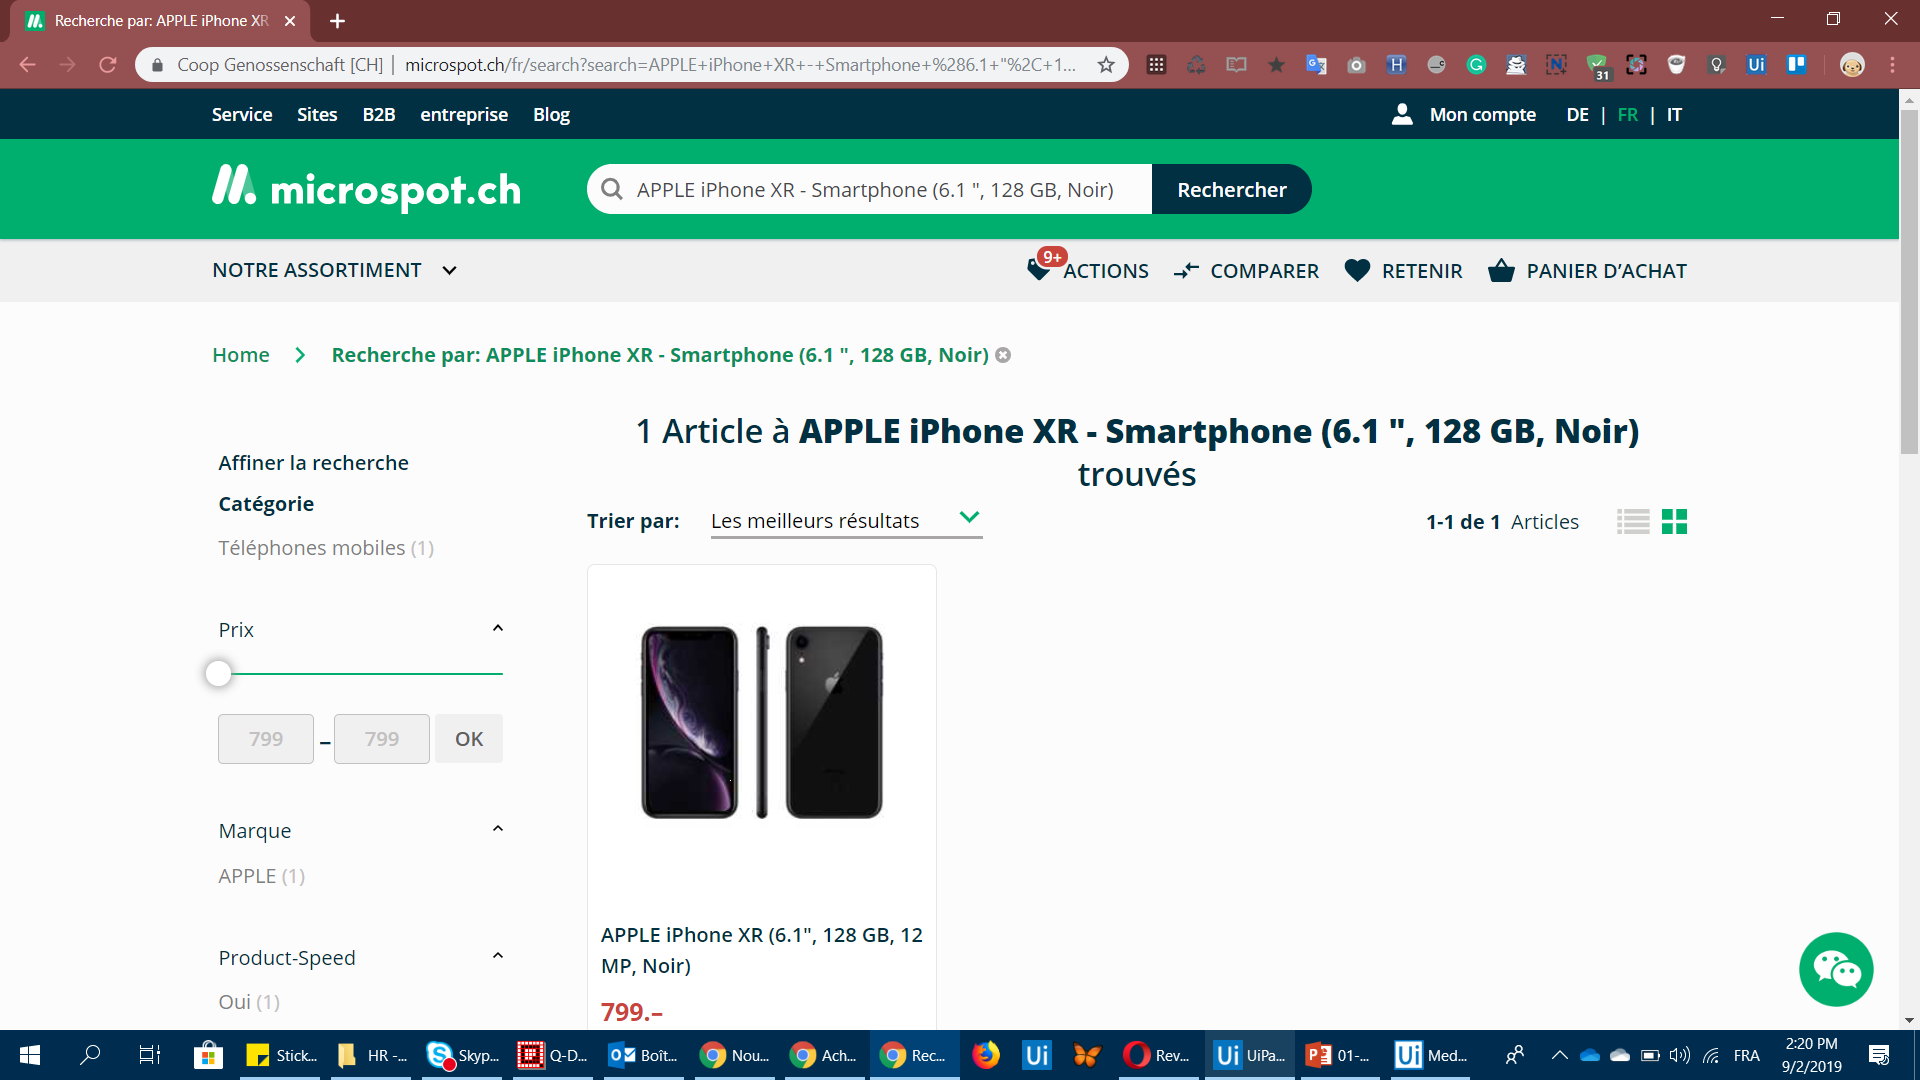 Recherche par: APPLE iPhone XR
Coop Genossenschaft [CH] | microspot.ch/fr/search?search=APPLE+iPhone+XR+-+Smartphone+%286.1+"%2C+1...
31
Service Sites B2B entreprise Blog
Mon compte DE | FR | IT
microspot.ch
APPLE iPhone XR - Smartphone (6.1 ", 128 GB, Noir)
Rechercher
NOTRE ASSORTIMENT
9+
ACTIONS COMPARER RETENIR PANIER D’ACHAT
Home
Recherche par: APPLE iPhone XR - Smartphone (6.1 ", 128 GB, Noir)
1 Article à APPLE iPhone XR - Smartphone (6.1 ", 128 GB, Noir)
trouvés
Affiner la recherche
Catégorie
Téléphones mobiles (1)
Trier par: Les meilleurs résultats
1-1 de 1 Articles
Prix
799 – 799 OK
Marque
APPLE (1)
Product-Speed
Oui (1)
APPLE iPhone XR (6.1", 128 GB, 12
MP, Noir)
799.–
Stick... HR -... Skyp... Q-D... Boît... Nou... Ach... Rec... Ui Rev... UiPa... 01-... Med... FRA
2:20 PM
9/2/2019